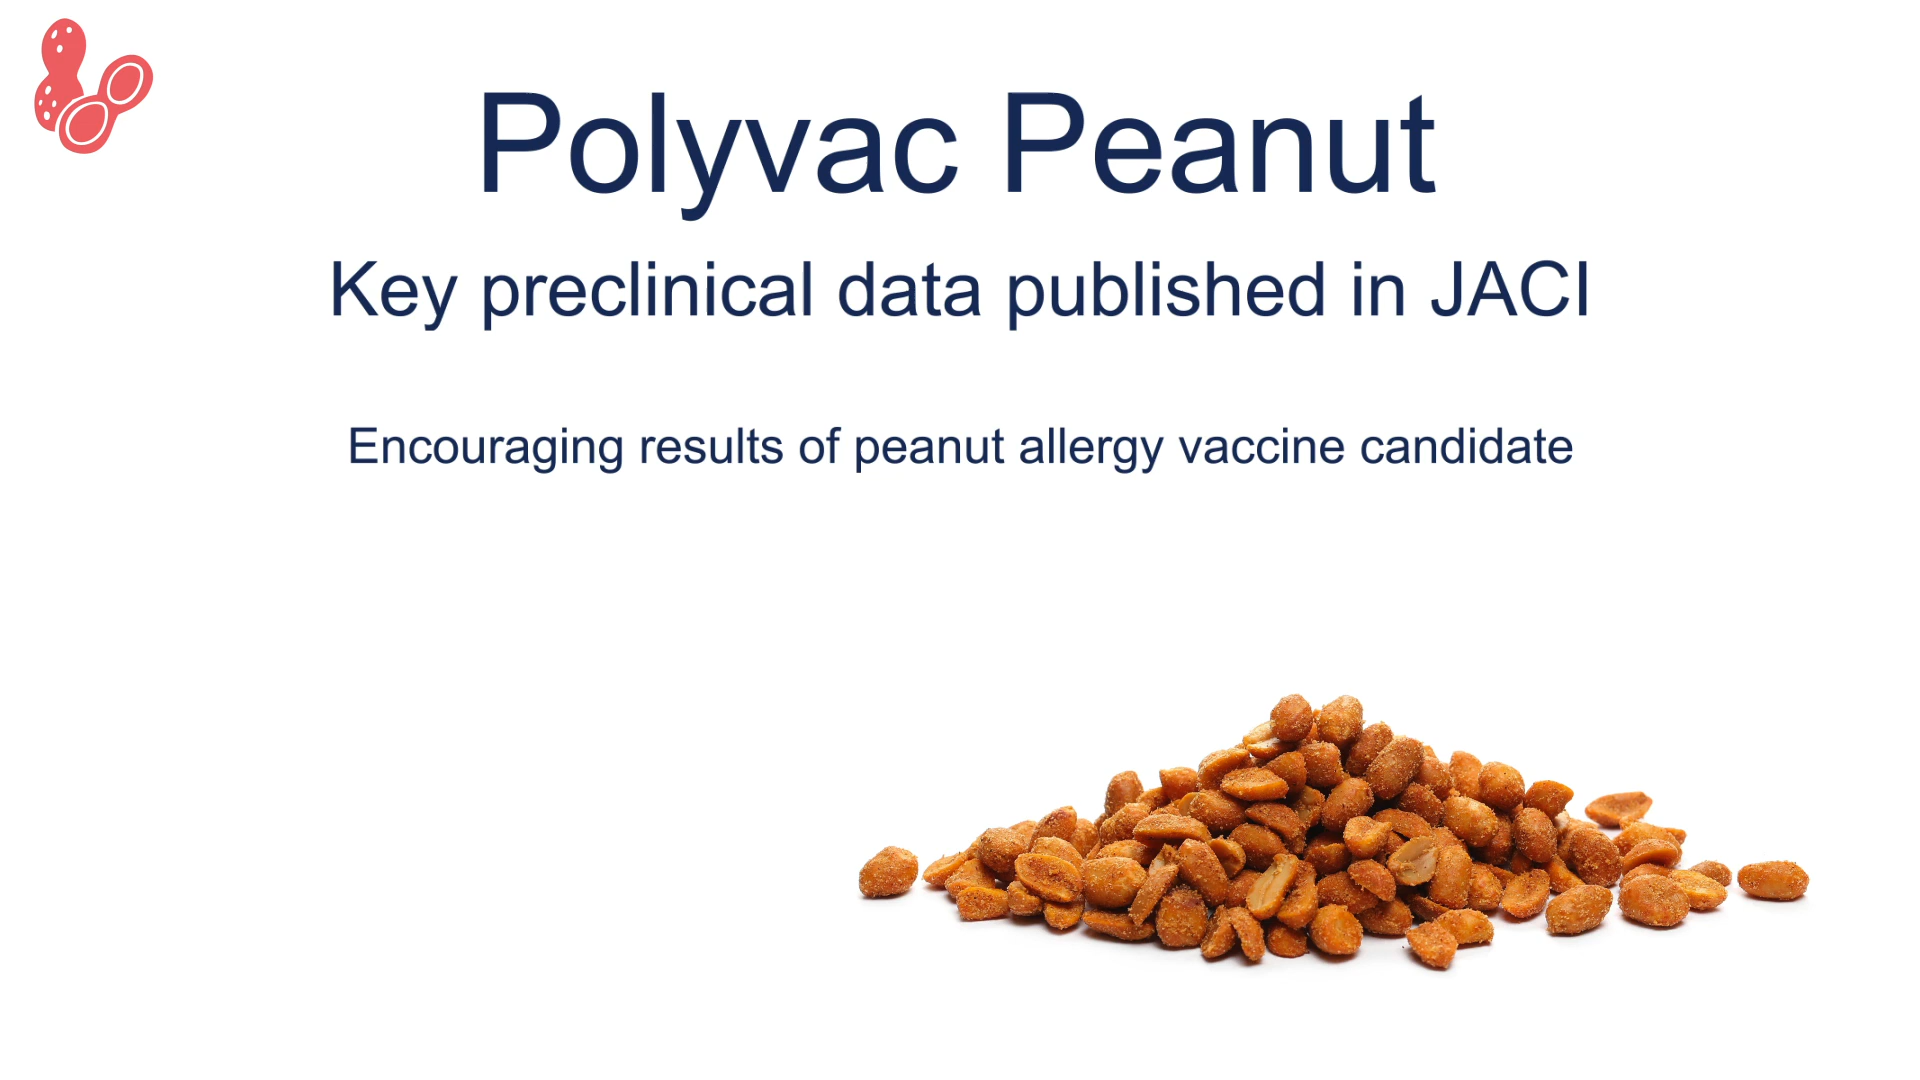 Polyvac Peanut
Key preclinical data published in JACI
Encouraging results of peanut allergy vaccine candidate